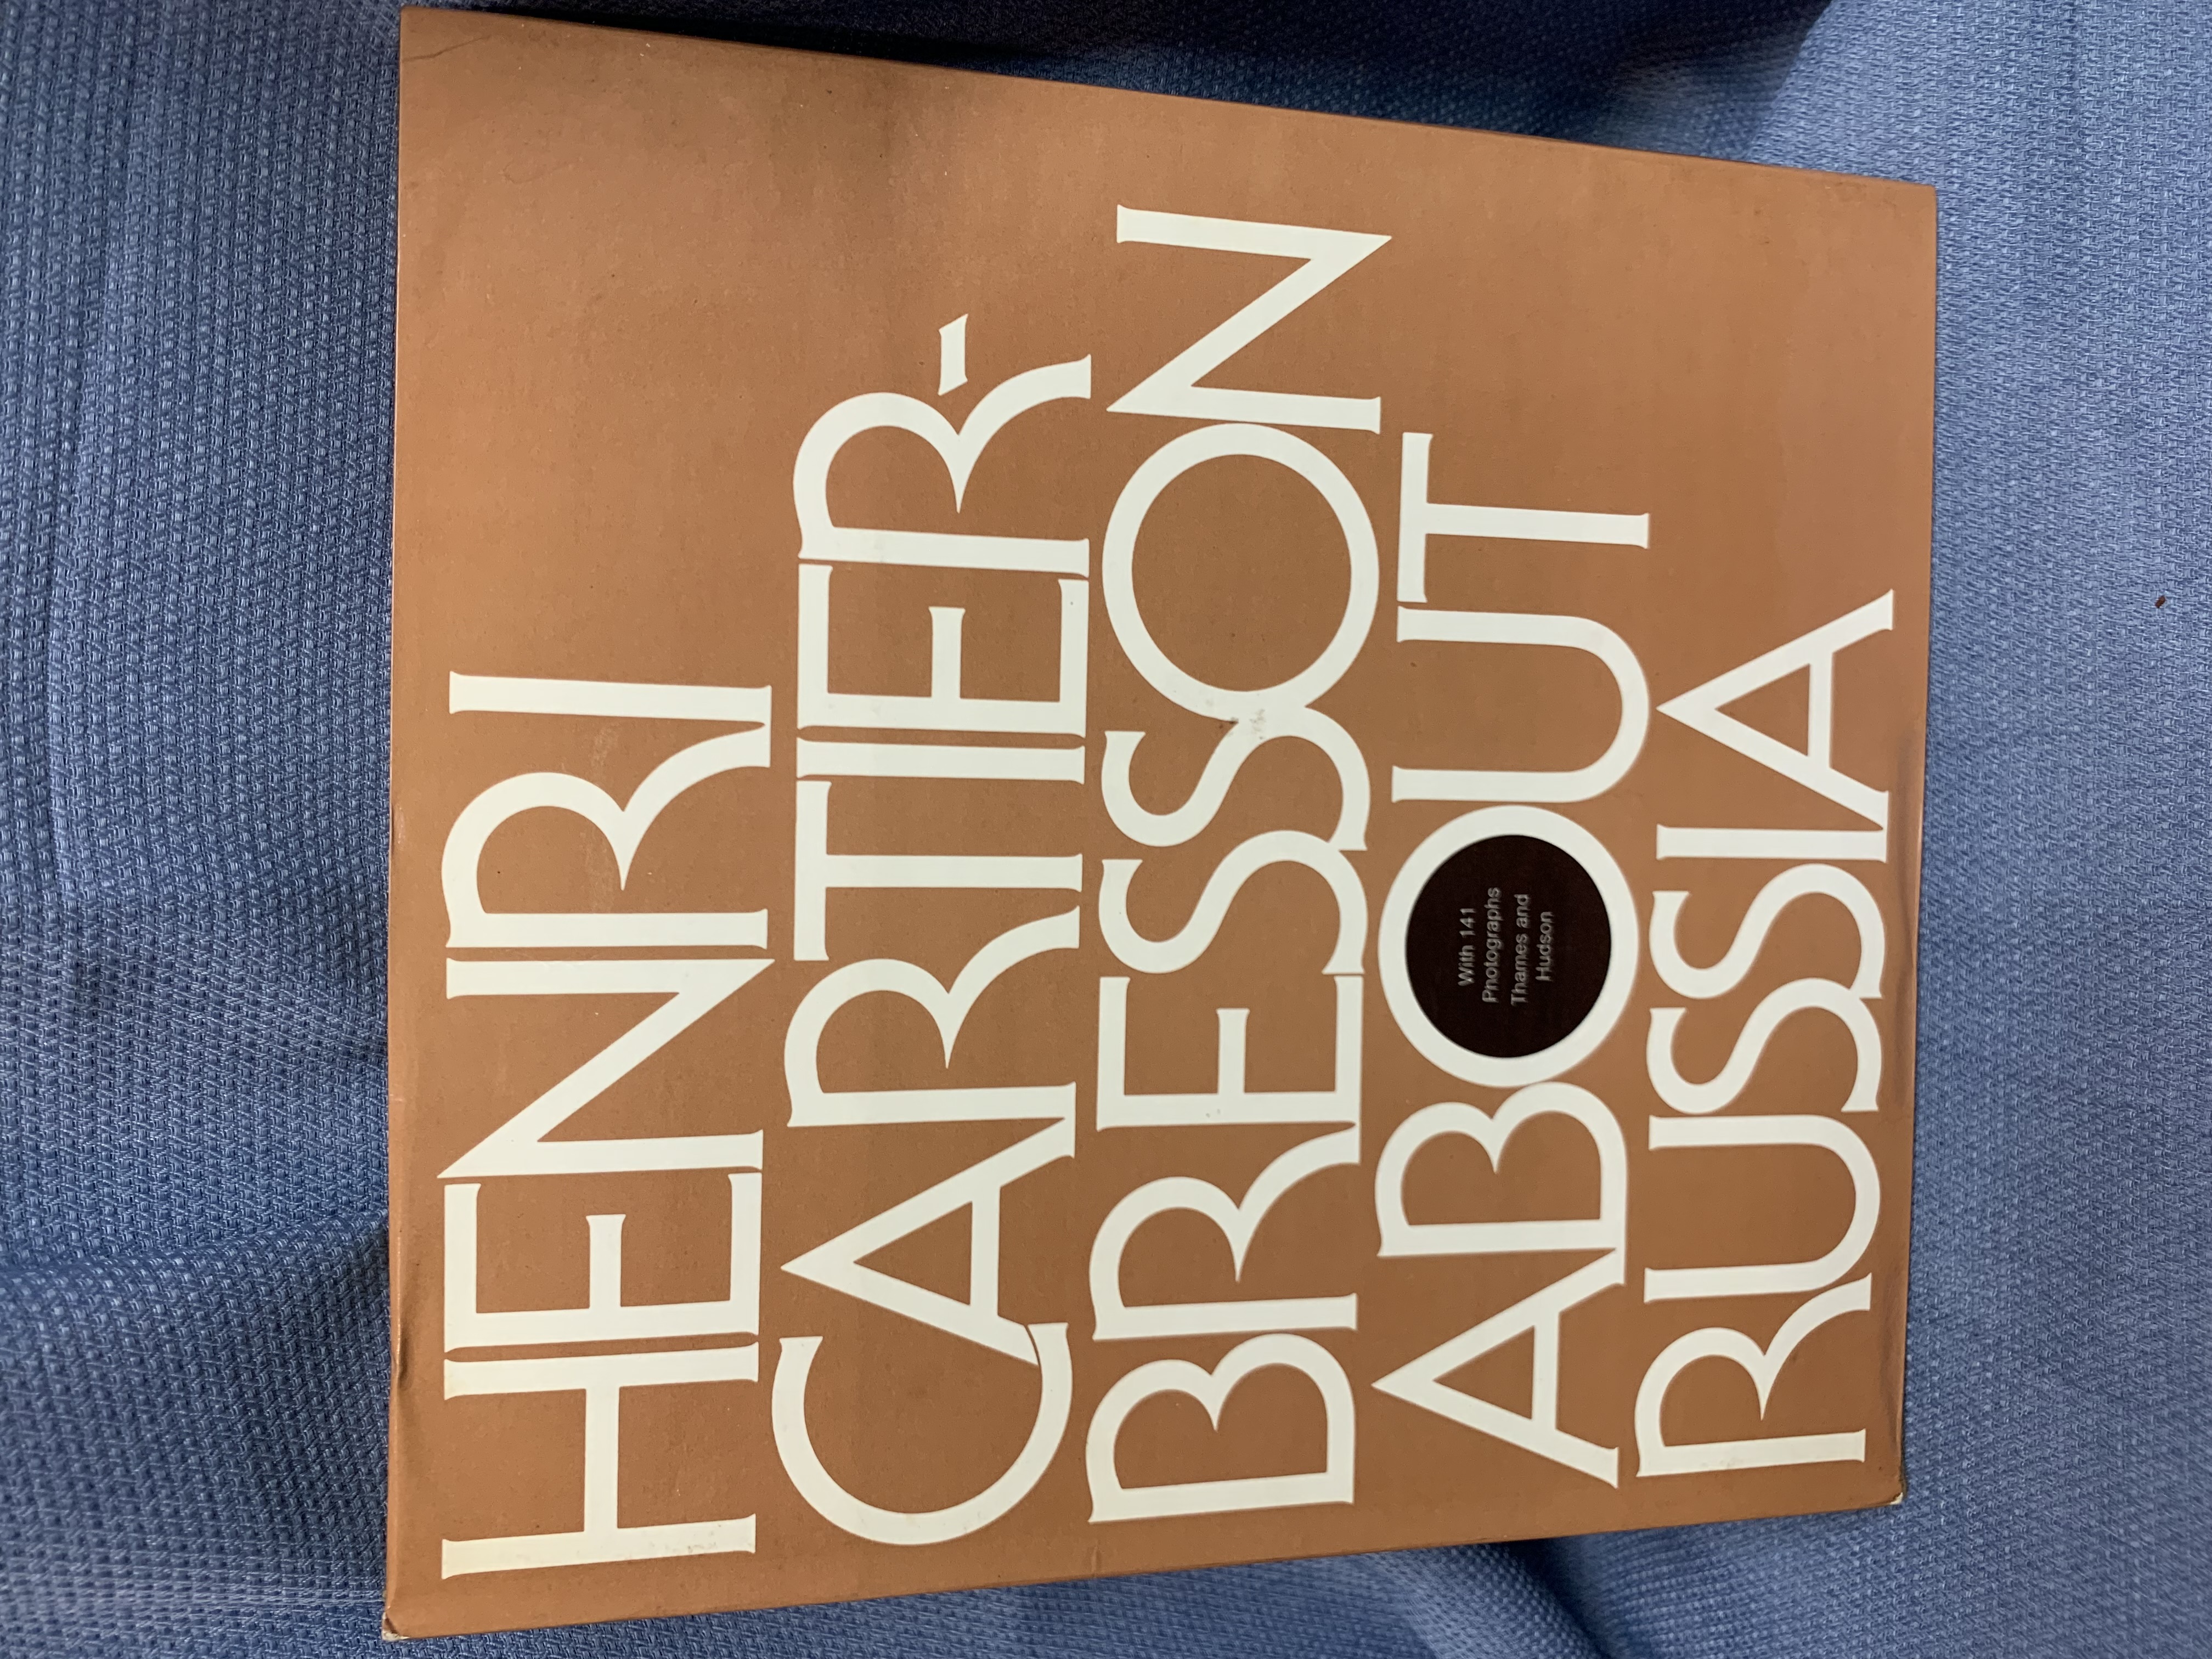 HENRI
CARTIER-
BRESSON
ABOUT
RUSSIA
With 141
Photographs
Thames and
Hudson